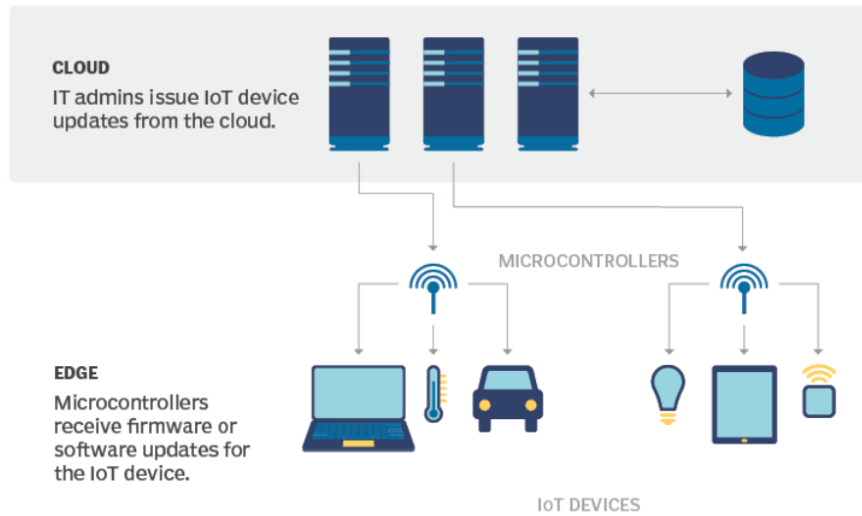 CLOUD
IT admins issue IoT device
updates from the cloud.
MICROCONTROLLERS
EDGE
Microcontrollers
receive firmware or
software updates for
the IoT device.
IoT DEVICES